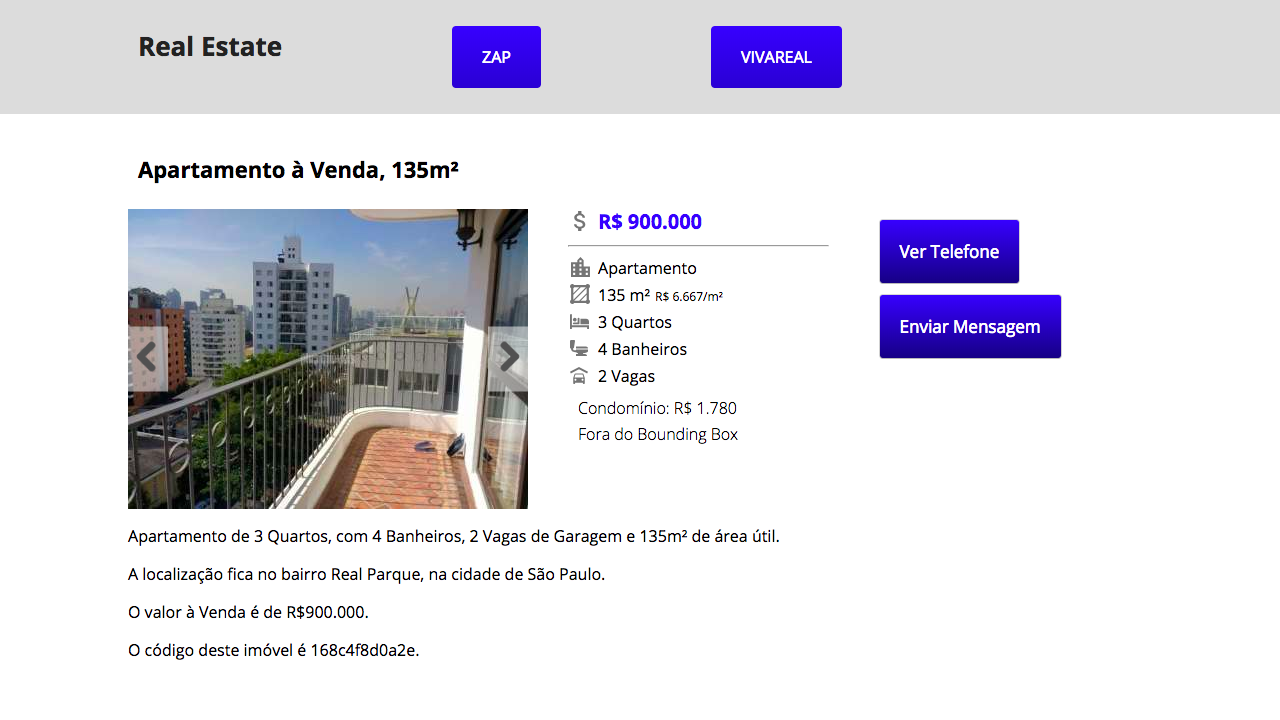 Real Estate
ZAP
VIVAREAL
Apartamento à Venda, 135m²
R$ 900.000
Apartamento
135 m² R$ 6.667/m²
3 Quartos
4 Banheiros
2 Vagas
Condomínio: R$ 1.780
Fora do Bounding Box
Ver Telefone
Enviar Mensagem
Apartamento de 3 Quartos, com 4 Banheiros, 2 Vagas de Garagem e 135m² de área útil.
A localização fica no bairro Real Parque, na cidade de São Paulo.
O valor à Venda é de R$900.000.
O código deste imóvel é 168c4f8d0a2e.